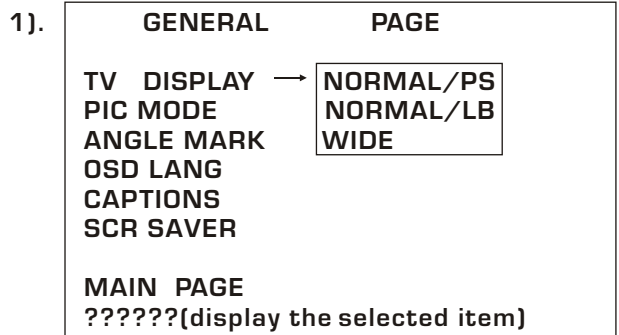 1).
GENERAL PAGE
TV DISPLAY → NORMAL/PS
PIC MODE NORMAL/LB
ANGLE MARK WIDE
OSD LANG
CAPTIONS
SCR SAVER
MAIN PAGE
??????(display the selected item)